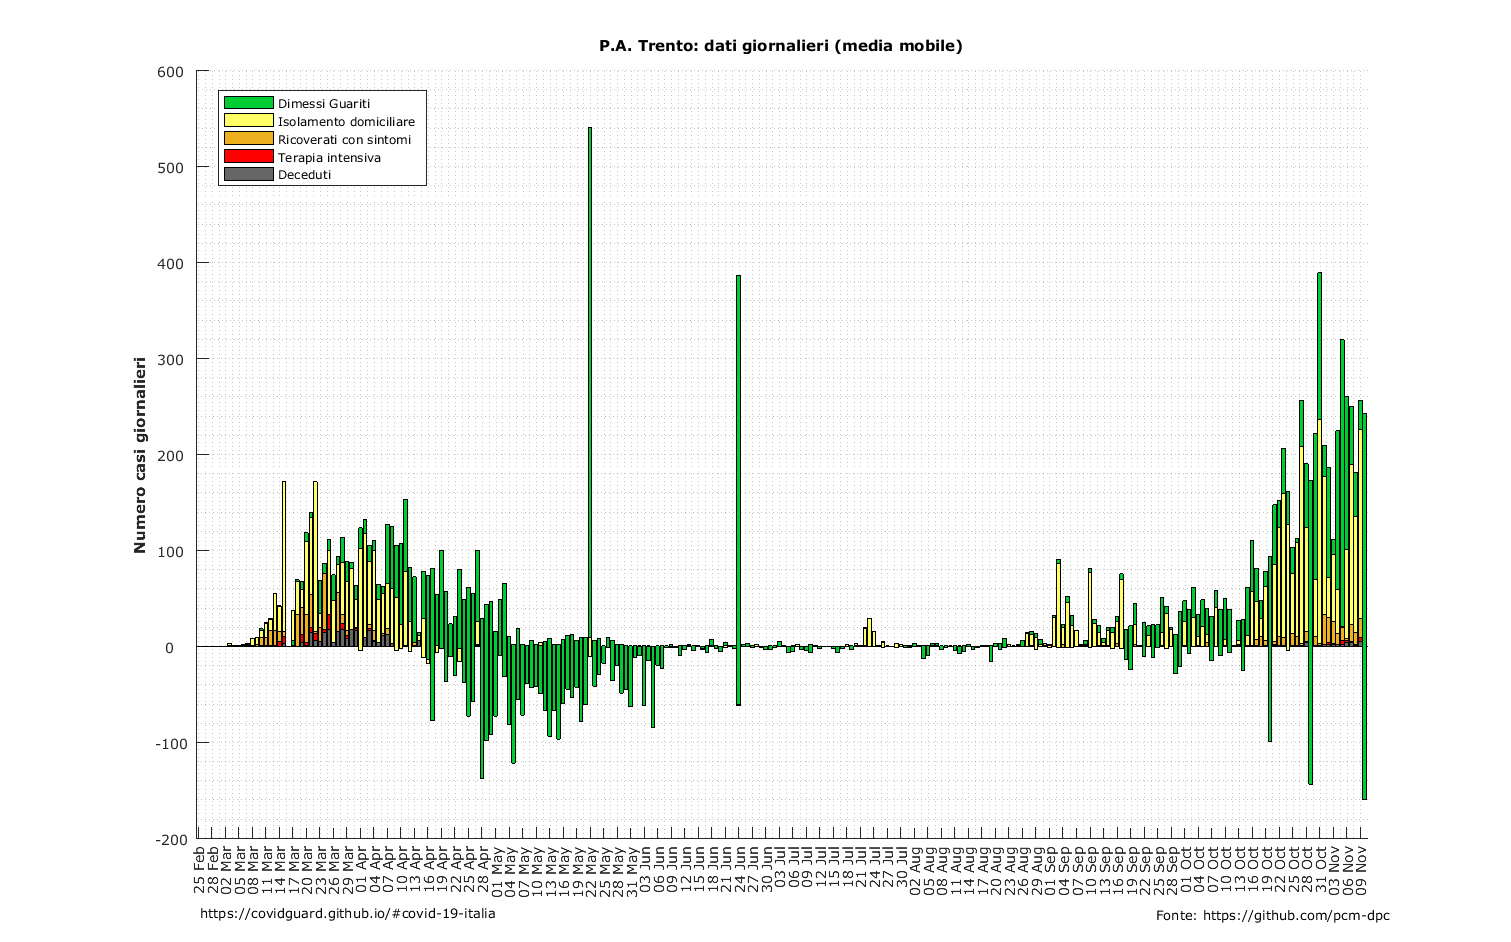 P.A. Trento: dati giornalieri (media mobile)
Dimessi Guariti
Isolamento domiciliare
Ricoverati con sintomi
Terapia intensiva
Deceduti
Numero casi giornalieri
600
500
400
300
200
100
0
-100
-200
25 Feb
28 Feb
02 Mar
05 Mar
08 Mar
11 Mar
14 Mar
17 Mar
20 Mar
23 Mar
26 Mar
29 Mar
01 Apr
04 Apr
07 Apr
10 Apr
13 Apr
16 Apr
19 Apr
22 Apr
25 Apr
28 Apr
01 May
04 May
07 May
10 May
13 May
16 May
19 May
22 May
25 May
28 May
31 May
03 Jun
06 Jun
09 Jun
12 Jun
15 Jun
18 Jun
21 Jun
24 Jun
27 Jun
30 Jun
03 Jul
06 Jul
09 Jul
12 Jul
15 Jul
18 Jul
21 Jul
24 Jul
27 Jul
30 Jul
02 Aug
05 Aug
08 Aug
11 Aug
14 Aug
17 Aug
20 Aug
23 Aug
26 Aug
29 Aug
01 Sep
04 Sep
07 Sep
10 Sep
13 Sep
16 Sep
19 Sep
22 Sep
25 Sep
28 Sep
01 Oct
04 Oct
07 Oct
10 Oct
13 Oct
16 Oct
19 Oct
22 Oct
25 Oct
28 Oct
31 Oct
03 Nov
06 Nov
09 Nov
https://covidguard.github.io/#covid-19-italia
Fonte: https://github.com/pcm-dpc